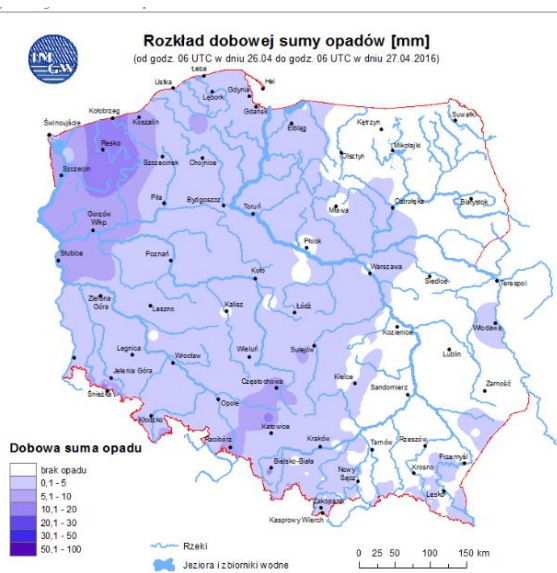 IMGW
Rozkład dobowej sumy opadów [mm]
(od godz. 06 UTC w dniu 26.04 do godz. 06 UTC w dniu 27.04.2016)
Łeba
Hel
Ustka
Gdynia
Lębork
Kołobrzeg
Koszalin
Gdańsk
Suwałki
Świnoujście
Elbląg
Kętrzyn
Resko
Mikołajki
Szczecinek
Chojnice
Olsztyn
Szczecin
Piła
Bydgoszcz
Toruń
Mława
Ostrołęka
Białystok
Gorzów
Wlkp.
Płock
Słubice
Poznań
Koło
Warszawa
Siedlce
Terespol
Zielona
Góra
Leszno
Kalisz
Łódź
Kozienice
Włodawa
Legnica
Wrocław
Wieluń
Sulejów
Lublin
Jelenia Góra
Częstochowa
Kielce
Sandomierz
Zamość
Śnieżka
Opole
Kłodzko
Katowice
Racibórz
Kraków
Tarnów
Rzeszów
Przemyśl
Bielsko-Biała
Nowy
Sącz
Krosno
Lesko
Zakopane
Kasprowy Wierch
Dobowa suma opadu
brak opadu
0,1 - 5
5,1 - 10
10,1 - 20
20,1 - 30
30,1 - 50
50,1 - 100
Rzeki
Jeziora i zbiorniki wodne
0 25 50 100 150 km